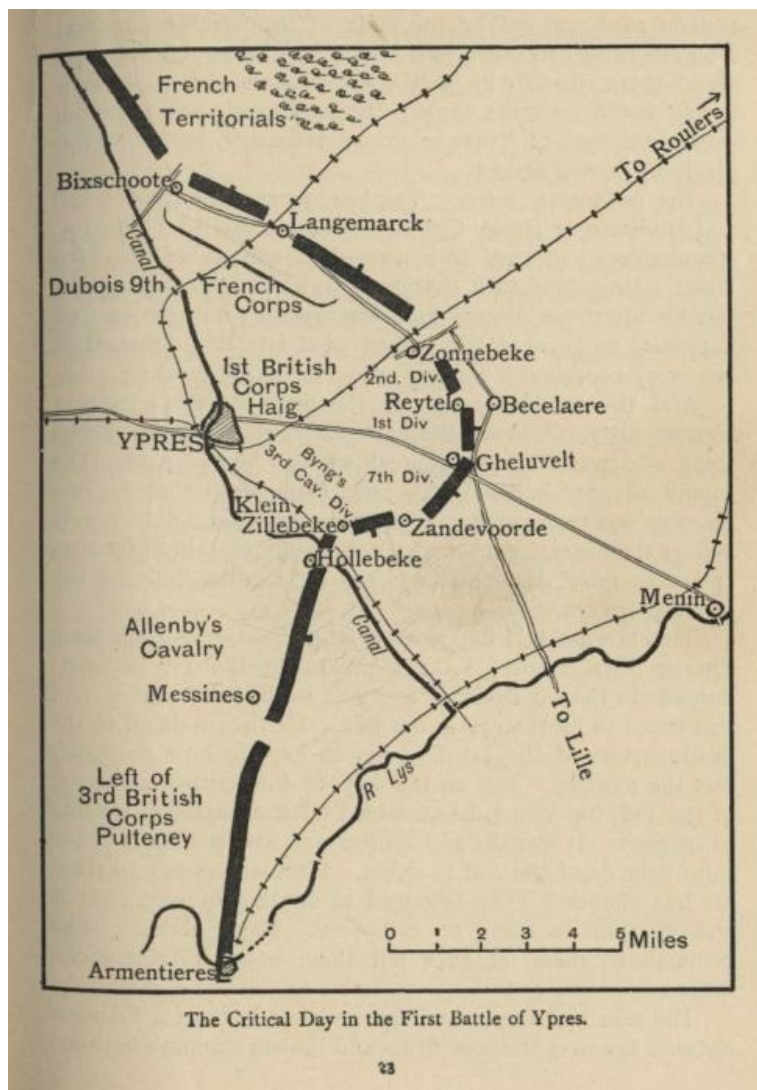 French
Territorials
To Roulers
Bixschoote
Langemarck
Canal
Dubois 9th
French
Corps
Zonnebeke
1st British
Corps
Haig
2nd. Div.
Reytel
Becelaere
1st Div
YPRES
Byng's
3rd Cav. Div
7th Div.
Gheluvelt
Klein
Zillebeke
Zandevoorde
Hollebeke
Menin
Allenby's
Cavalry
Canal
Messines
To Lille
Left of
3rd British
Corps
Pulteney
R Lys
0 1 2 3 4 5 Miles
Armentieres
The Critical Day in the First Battle of Ypres.
23